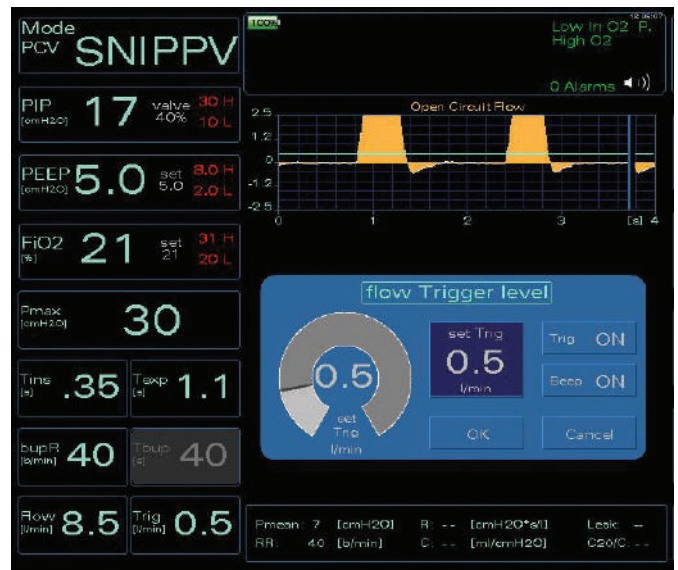 Mode
PCV SNIPPV
100%
12:06:07
Low In O2 P.
High O2
0 Alarms
PIP 17 valve 30 H
[cmH2O] 40% 10 L
Open Circuit Flow
2.5
1.2
0
-1.2
-2.5
0 1 2 3 [s] 4
PEEP 5.0 set 8.0 H
[cmH2O] 5.0 2.0 L
FiO2 21 set 31 H
[%] 21 20 L
Pmax 30
[cmH2O]
flow Trigger level
0.5
set
Trig
l/min
set Trig
0.5
l/min
Trig ON
Beep ON
OK
Cancel
Tins .35
[s]
Texp 1.1
[s]
bupR 40
[b/min]
Tbup 40
[s]
Flow 8.5
[l/min]
Trig 0.5
[l/min]
Pmean: 7 [cmH2O] R: -- [cmH2O*s/l] Leak: --
RR: 40 [b/min] C: -- [ml/cmH2O] C20/C: --